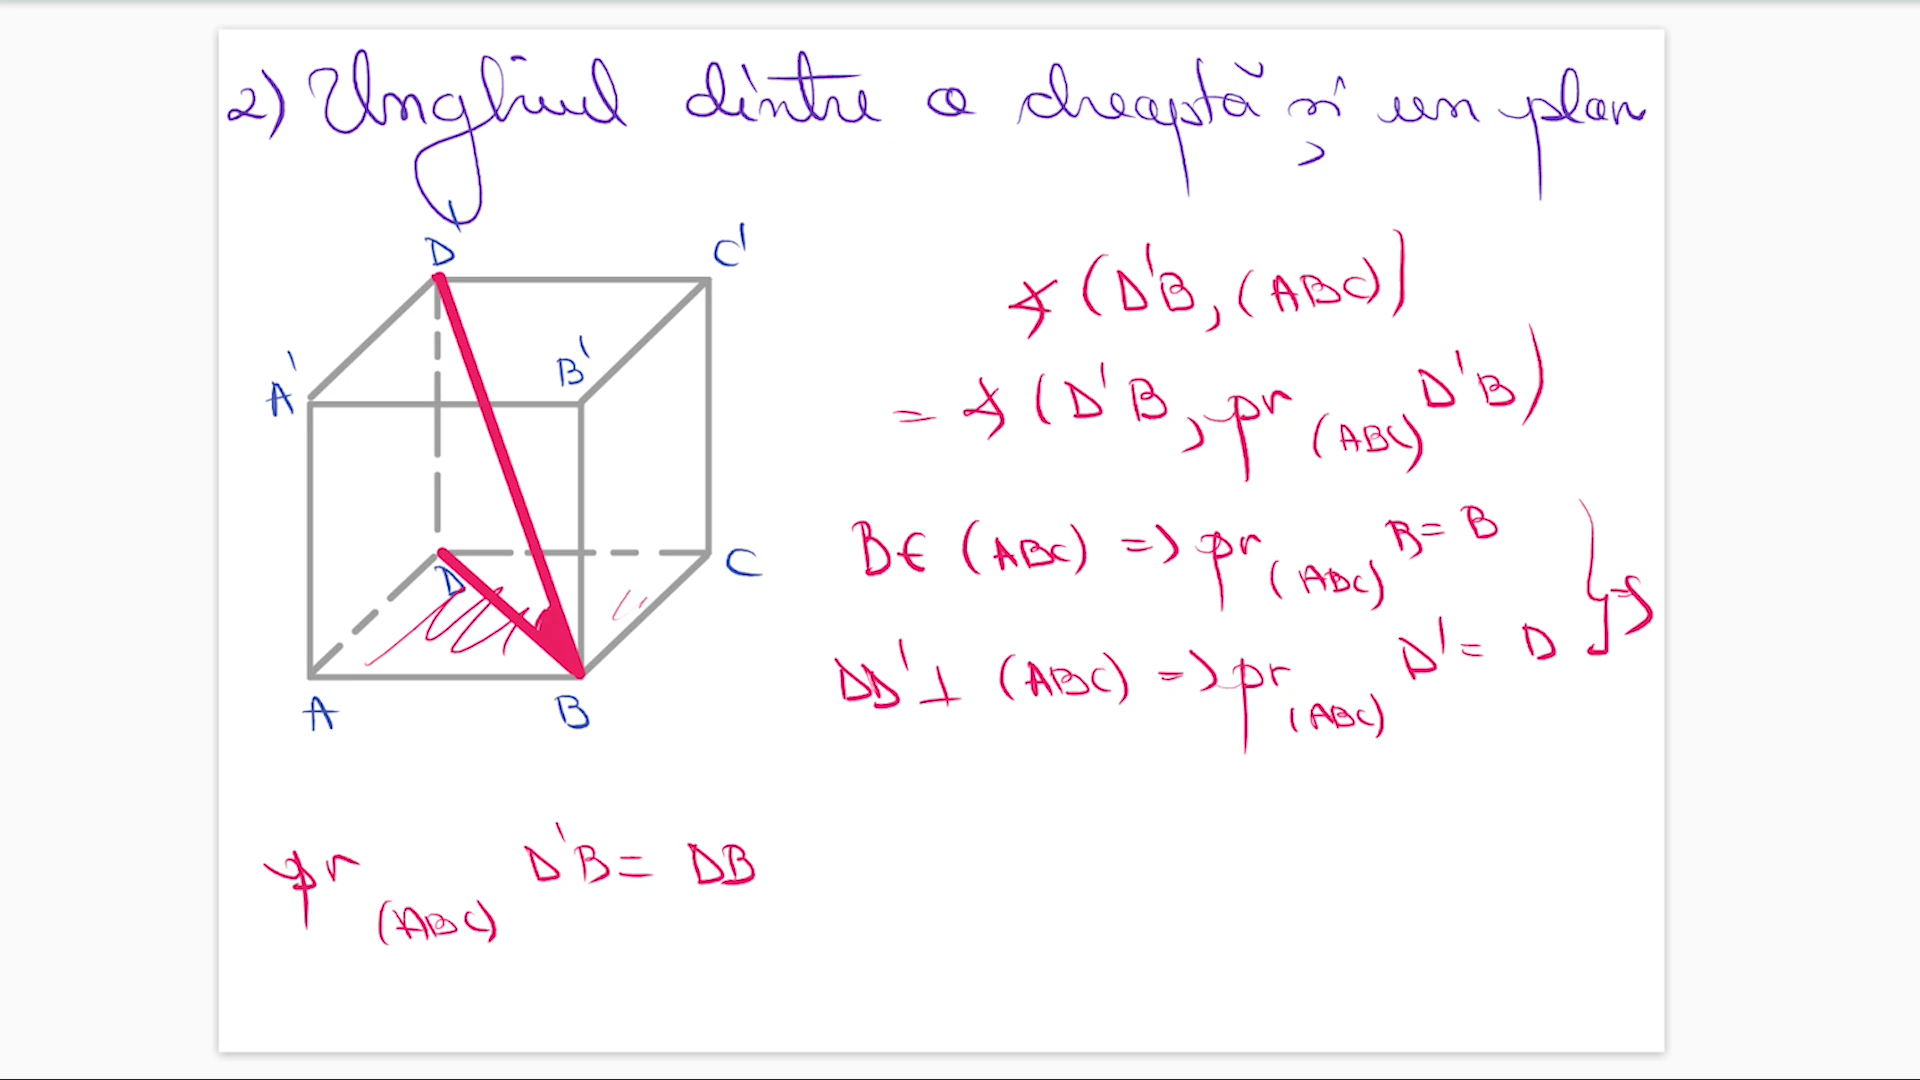 2) Unghiul dintre o dreaptă și un plan
D'
C'
A'
B'
D
C
A
B
∢ (D'B, (ABC))
= ∢ (D'B, pr (ABC) D'B)
B ∈ (ABC) => pr (ABC) B = B
DD' ⊥ (ABC) => pr (ABC) D' = D
} =>
pr (ABC) D'B = DB